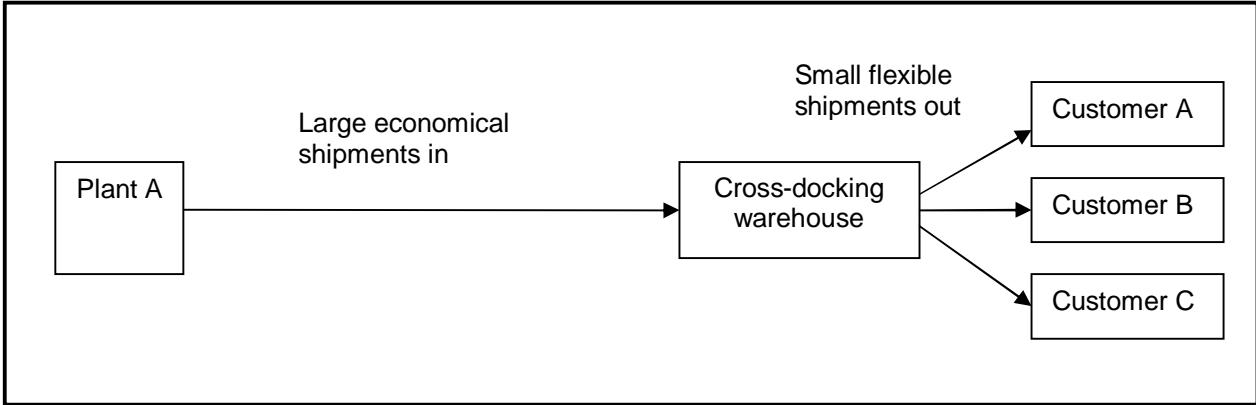 Small flexible
shipments out
Large economical
shipments in
Plant A
Cross-docking
warehouse
Customer A
Customer B
Customer C